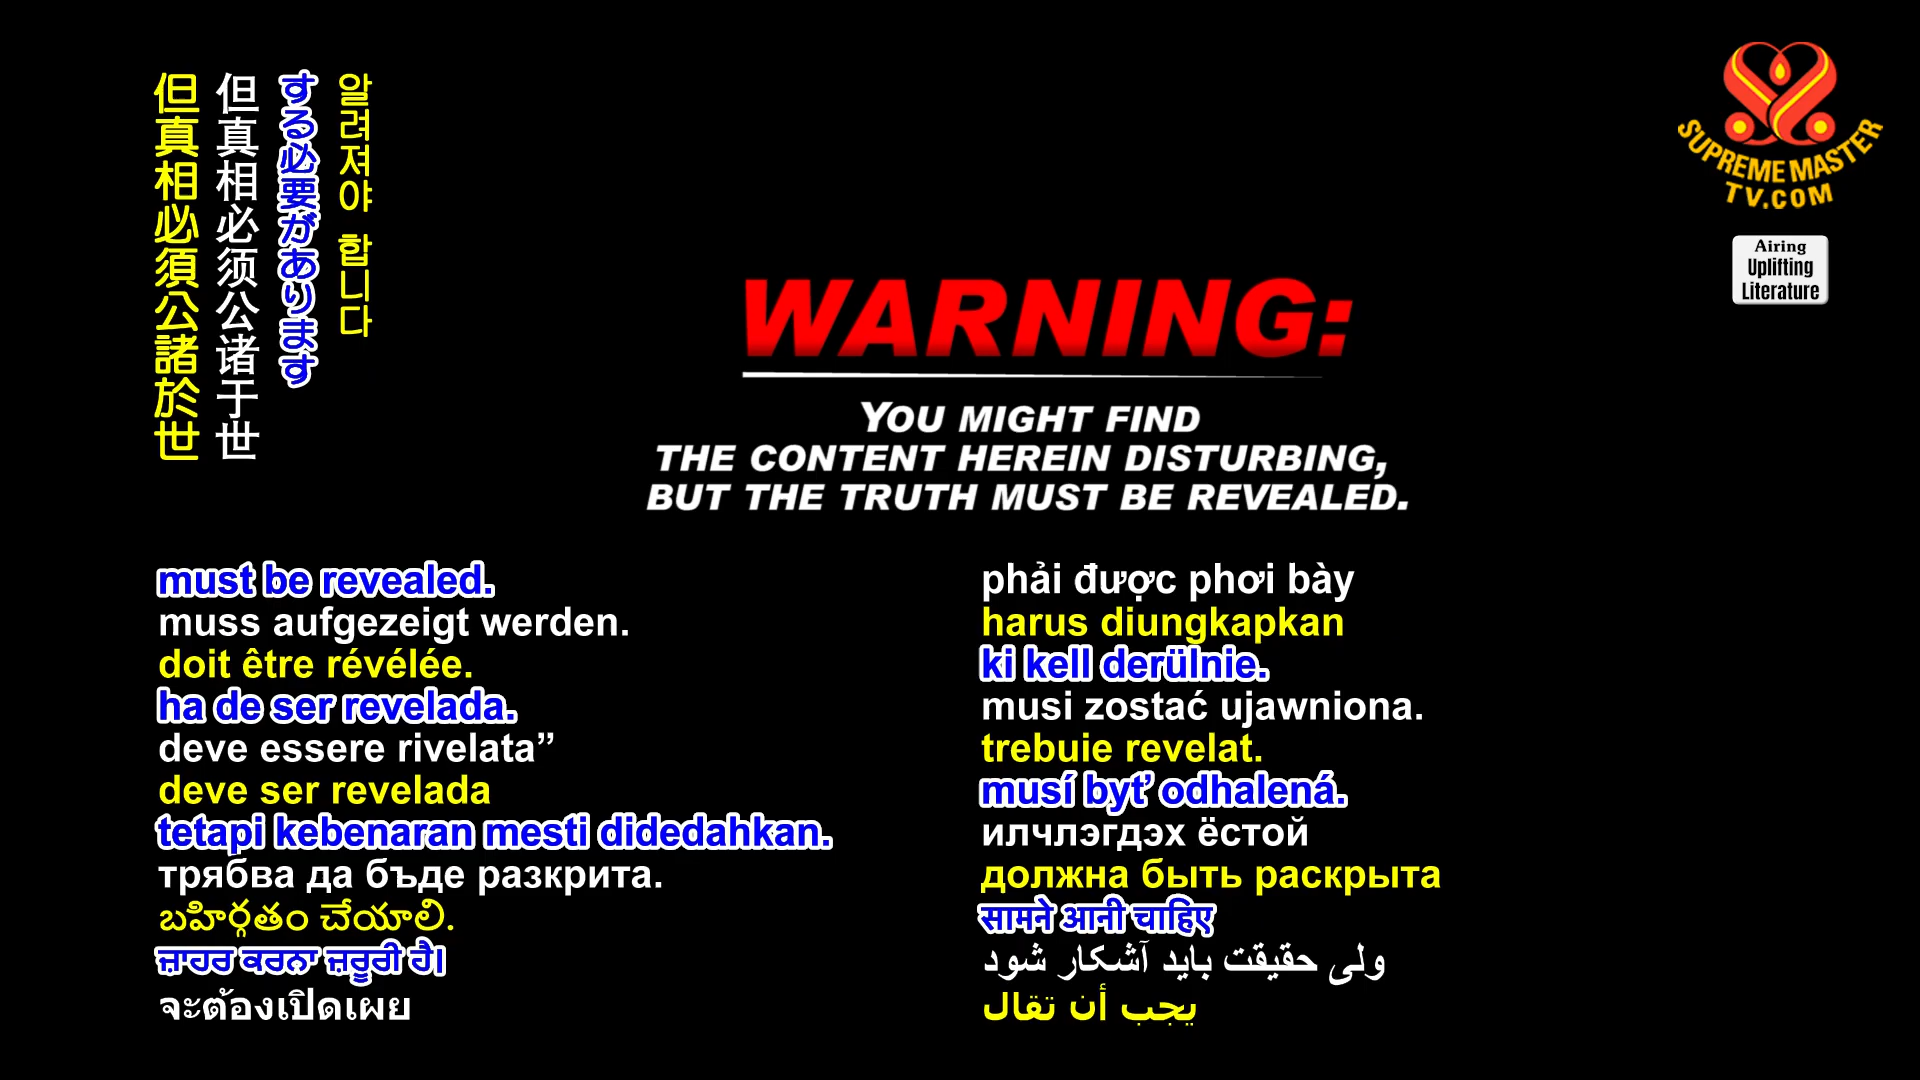 但真相必須公諸於世
但真相必须公诸于世
する必要があります
알려져야 합니다
SUPREME MASTER
TV.COM
Airing
Uplifting
Literature
WARNING:
YOU MIGHT FIND
THE CONTENT HEREIN DISTURBING,
BUT THE TRUTH MUST BE REVEALED.
must be revealed.
muss aufgezeigt werden.
doit être révélée.
ha de ser revelada.
deve essere rivelata”
deve ser revelada
tetapi kebenaran mesti didedahkan.
трябва да бъде разкрита.
బహిర్గతం చేయాలి.
ਜ਼ਾਹਰ ਕਰਨਾ ਜ਼ਰੂਰੀ ਹੈ।
จะต้องเปิดเผย
phải được phơi bày
harus diungkapkan
ki kell derülnie.
musi zostać ujawniona.
trebuie revelat.
musí byť odhalená.
илчлэгдэх ёстой
должна быть раскрыта
सामने आनी चाहिए
ولی حقیقت باید آشکار شود
يجب أن تقال